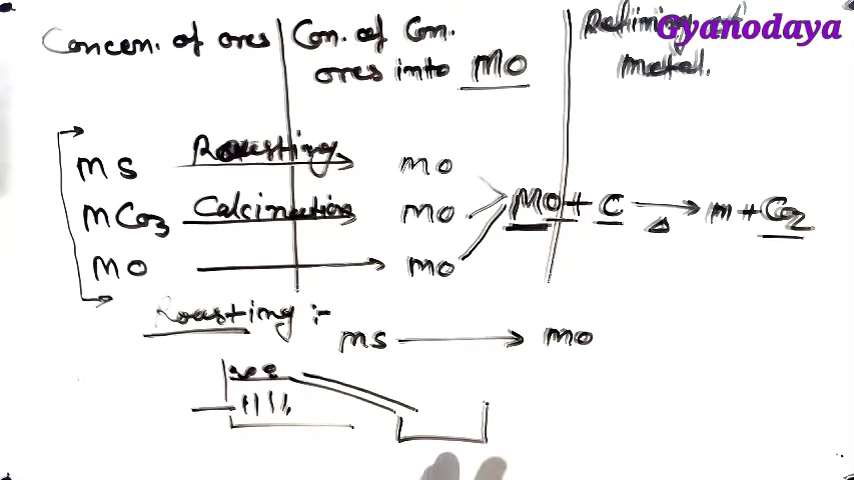 Concen. of ores
Con. of Con.
ores into MO
Refining of
metal.
Gyanodaya
MS Roasting MO
MCO3 Calcination MO
MO MO
MO + C Δ M + CO2
Roasting :-
MS MO